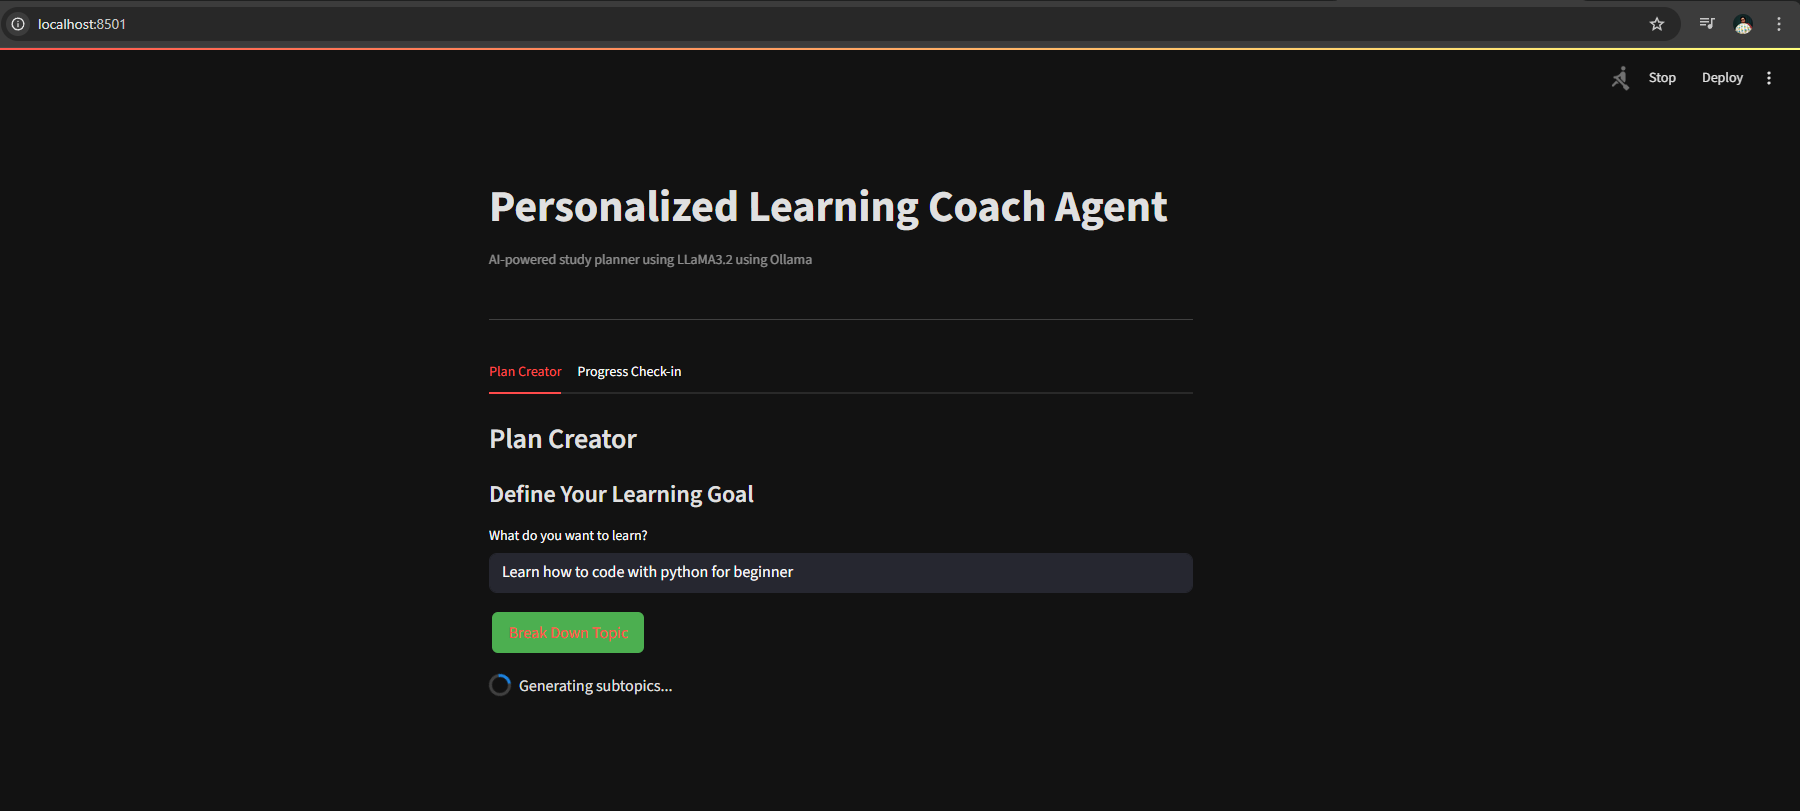 localhost:8501
Stop Deploy
Personalized Learning Coach Agent
AI-powered study planner using LLaMA3.2 using Ollama
Plan Creator Progress Check-in
Plan Creator
Define Your Learning Goal
What do you want to learn?
Learn how to code with python for beginner
Break Down Topic
Generating subtopics...